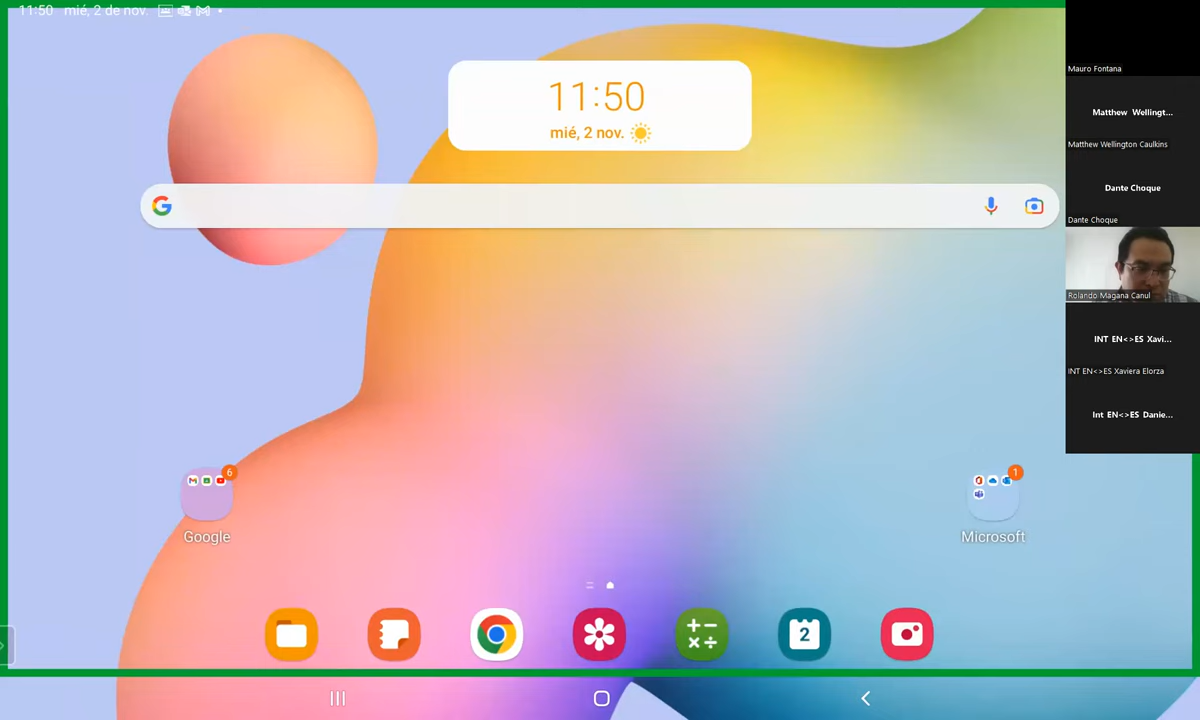 11:50 mié, 2 de nov.
11:50
mié, 2 nov.
6
Google
1
Microsoft
2
Mauro Fontana
Matthew Wellingt...
Matthew Wellington Caulkins
Dante Choque
Dante Choque
Rolando Magana Canul
INT EN<>ES Xavi...
INT EN<>ES Xaviera Elorza
Int EN<>ES Danie...